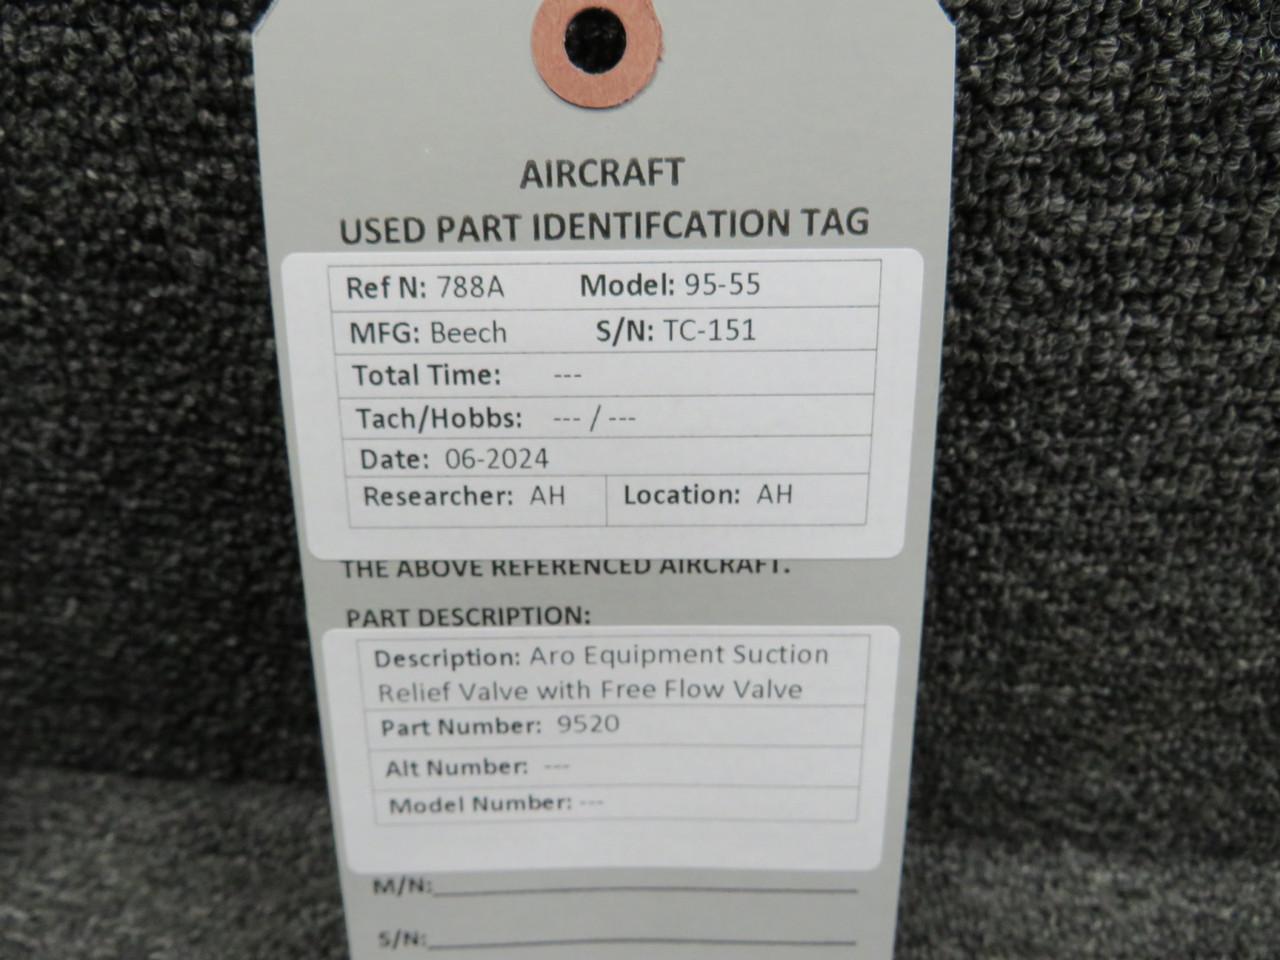 AIRCRAFT
USED PART IDENTIFCATION TAG
Ref N: 788A Model: 95-55
MFG: Beech S/N: TC-151
Total Time: ---
Tach/Hobbs: --- / ---
Date: 06-2024
Researcher: AH Location: AH
THE ABOVE REFERENCED AIRCRAFT.
PART DESCRIPTION:
Description: Aro Equipment Suction
Relief Valve with Free Flow Valve
Part Number: 9520
Alt Number: ---
Model Number: ---
M/N:
S/N: